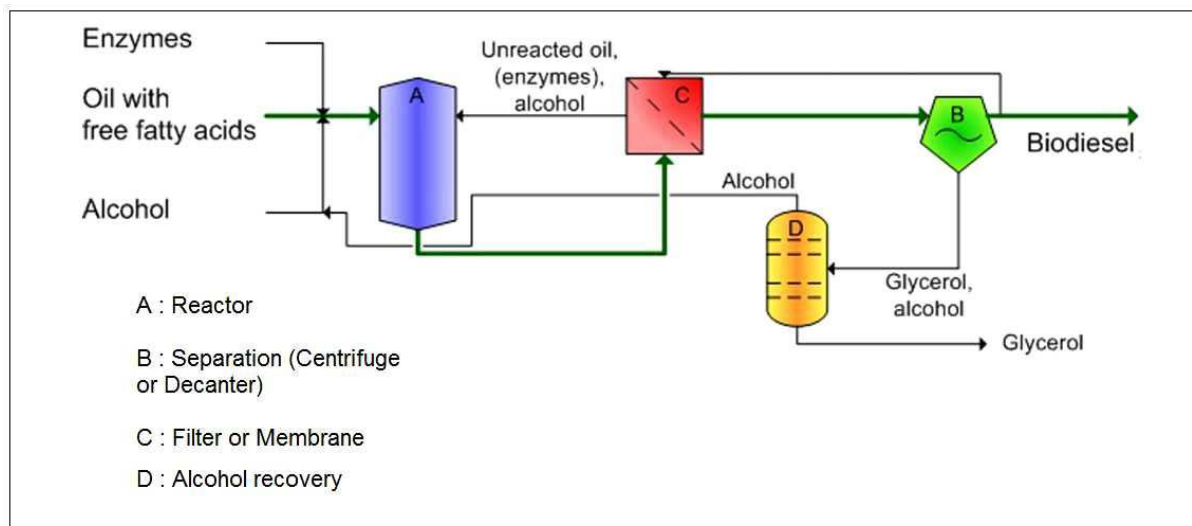 Enzymes
Oil with
free fatty acids
Alcohol
A
Unreacted oil,
(enzymes),
alcohol
C
B
Biodiesel
Alcohol
D
Glycerol,
alcohol
Glycerol
A : Reactor
B : Separation (Centrifuge
or Decanter)
C : Filter or Membrane
D : Alcohol recovery